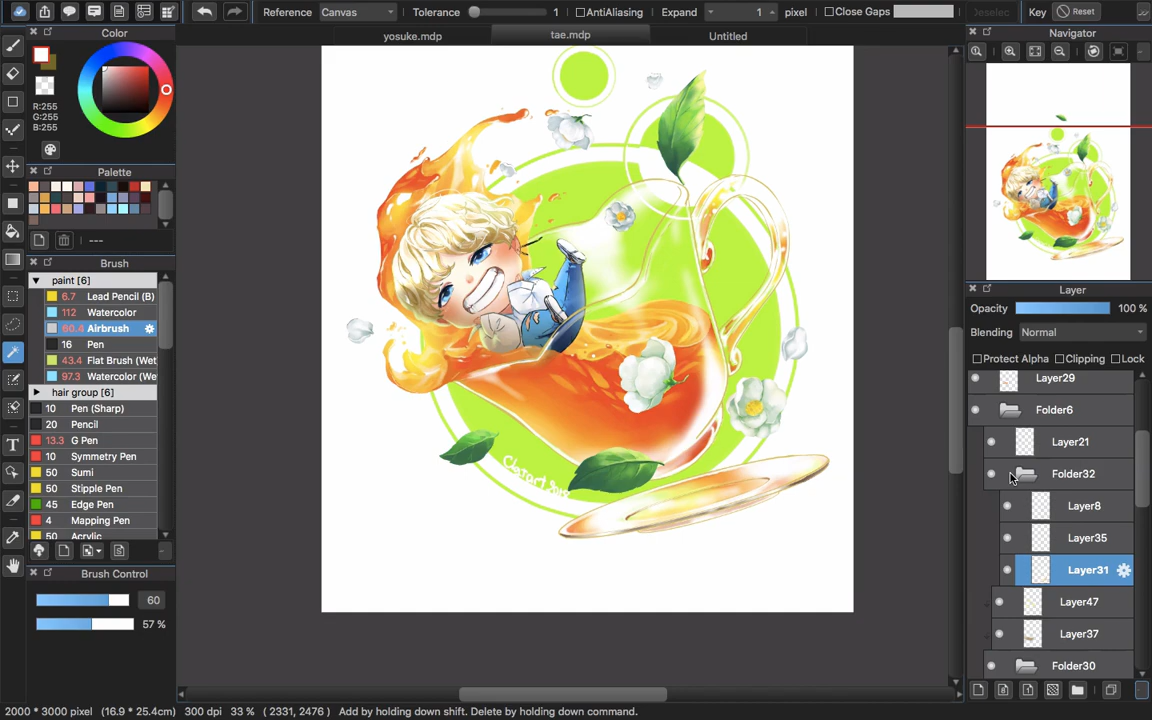 Reference Canvas Tolerance 1 AntiAliasing Expand 1 pixel Close Gaps Deselec Key Reset
yosuke.mdp tae.mdp Untitled
Color
R:255
G:255
B:255
Palette
---
Brush
paint [6]
6.7 Lead Pencil (B)
112 Watercolor
60.4 Airbrush
16 Pen
43.4 Flat Brush (Wet
97.3 Watercolor (We
hair group [6]
10 Pen (Sharp)
20 Pencil
13.3 G Pen
10 Symmetry Pen
50 Sumi
50 Stipple Pen
45 Edge Pen
4 Mapping Pen
50 Acrylic
Brush Control
60
57 %
Navigator
Layer
Opacity 100 %
Blending Normal
Protect Alpha Clipping Lock
Layer29
Folder6
Layer21
Folder32
Layer8
Layer35
Layer31
Layer47
Layer37
Folder30
2000 * 3000 pixel (16.9 * 25.4cm) 300 dpi 33 % ( 2331, 2476 ) Add by holding down shift. Delete by holding down command.